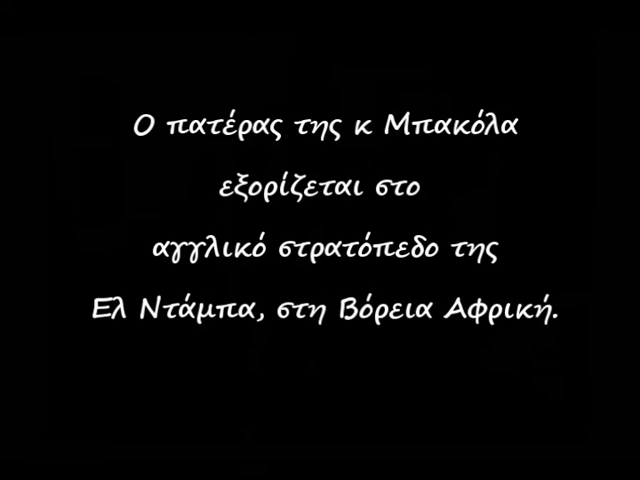 Ο πατέρας της κ Μπακόλα
εξορίζεται στο
αγγλικό στρατόπεδο της
Ελ Ντάμπα, στη Βόρεια Αφρική.